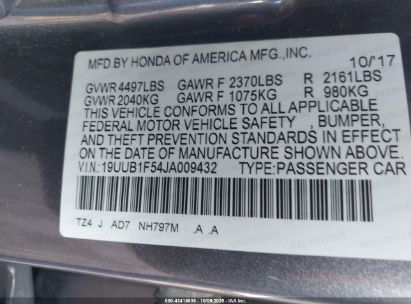 MFD.BY HONDA OF AMERICA MFG.,INC. 10/'17
GVWR 4497LBS GAWR F 2370LBS R 2161LBS
GVWR 2040KG GAWR F 1075KG R 980KG
THIS VEHICLE CONFORMS TO ALL APPLICABLE
FEDERAL MOTOR VEHICLE SAFETY , BUMPER,
AND THEFT PREVENTION STANDARDS IN EFFECT
ON THE DATE OF MANUFACTURE SHOWN ABOVE.
V.I.N.:19UUB1F54JA009432 TYPE:PASSENGER CAR
TZ4 J AD7 NH797M .A .A